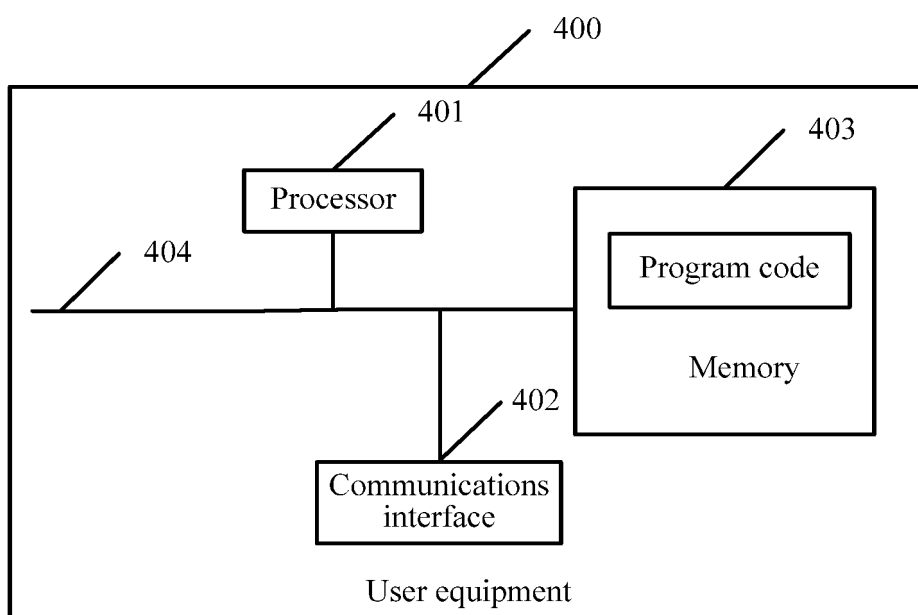 400
401
403
Processor
404
Program code
Memory
402
Communications
interface
User equipment